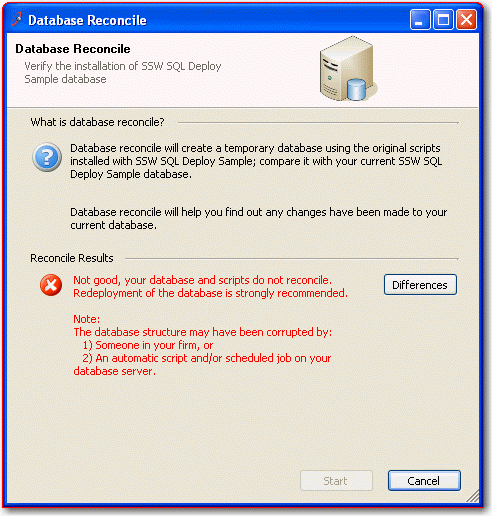 Database Reconcile
Database Reconcile
Verify the installation of SSW SQL Deploy
Sample database
What is database reconcile?
Database reconcile will create a temporary database using the original scripts
installed with SSW SQL Deploy Sample; compare it with your current SSW SQL
Deploy Sample database.
Database reconcile will help you find out any changes have been made to your
current database.
Reconcile Results
Not good, your database and scripts do not reconcile.
Redeployment of the database is strongly recommended.
Differences
Note:
The database structure may have been corrupted by:
1) Someone in your firm, or
2) An automatic script and/or scheduled job on your
database server.
Start
Cancel